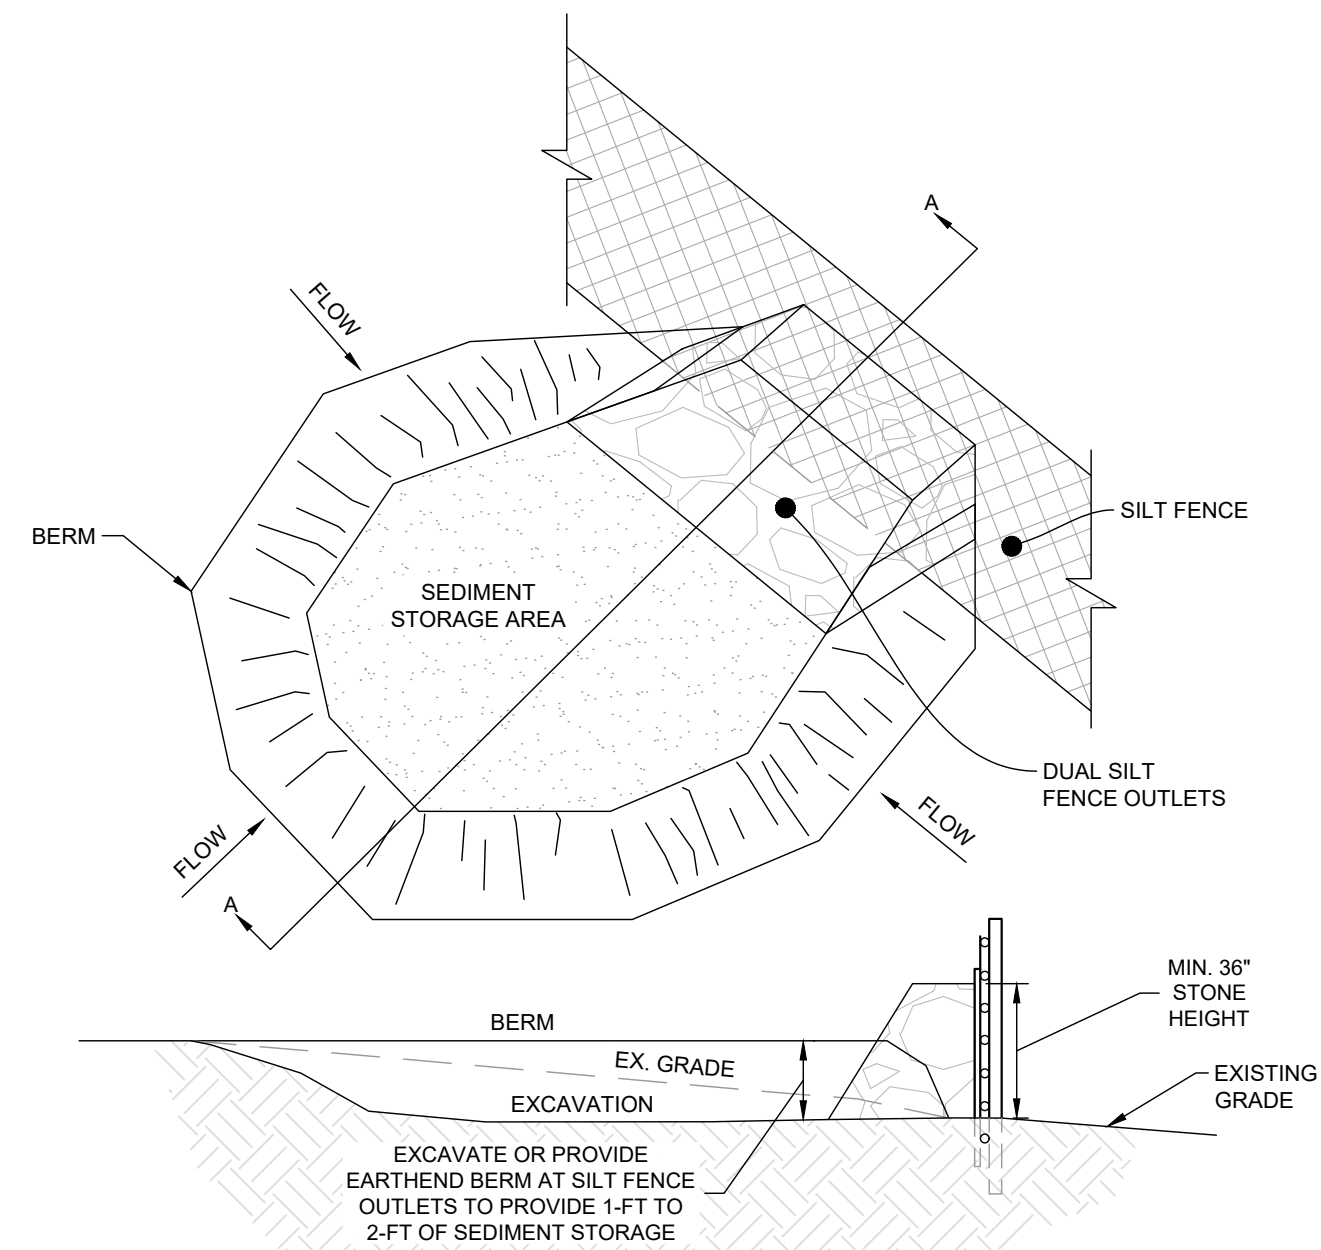 A
FLOW
SILT FENCE
BERM
SEDIMENT
STORAGE AREA
DUAL SILT
FENCE OUTLETS
FLOW
FLOW
A
MIN. 36"
STONE
HEIGHT
BERM
EX. GRADE
EXISTING
GRADE
EXCAVATION
EXCAVATE OR PROVIDE
EARTHEND BERM AT SILT FENCE
OUTLETS TO PROVIDE 1-FT TO
2-FT OF SEDIMENT STORAGE